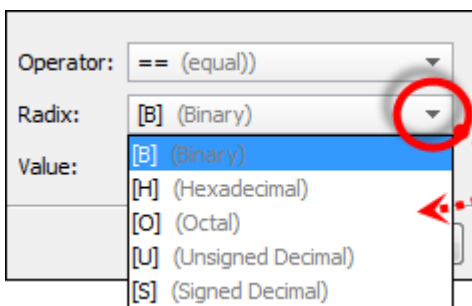 Operator: == (equal))
Radix: [B] (Binary)
Value:
[B] (Binary)
[H] (Hexadecimal)
[O] (Octal)
[U] (Unsigned Decimal)
[S] (Signed Decimal)